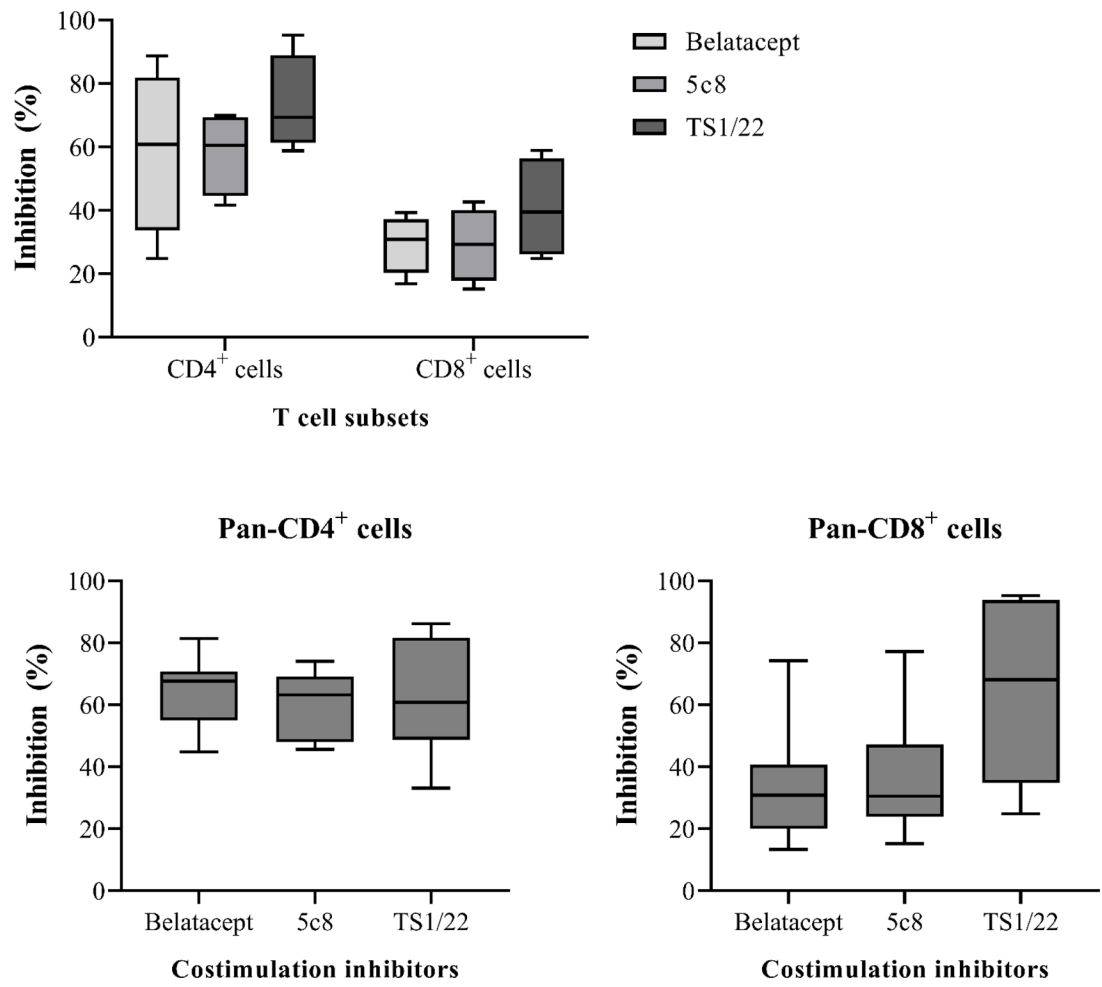 100
80
60
40
20
0
Inhibition (%)
CD4⁺ cells
CD8⁺ cells
T cell subsets
Belatacept
5c8
TS1/22
Pan-CD4⁺ cells
100
80
60
40
20
0
Inhibition (%)
Belatacept
5c8
TS1/22
Costimulation inhibitors
Pan-CD8⁺ cells
100
80
60
40
20
0
Inhibition (%)
Belatacept
5c8
TS1/22
Costimulation inhibitors